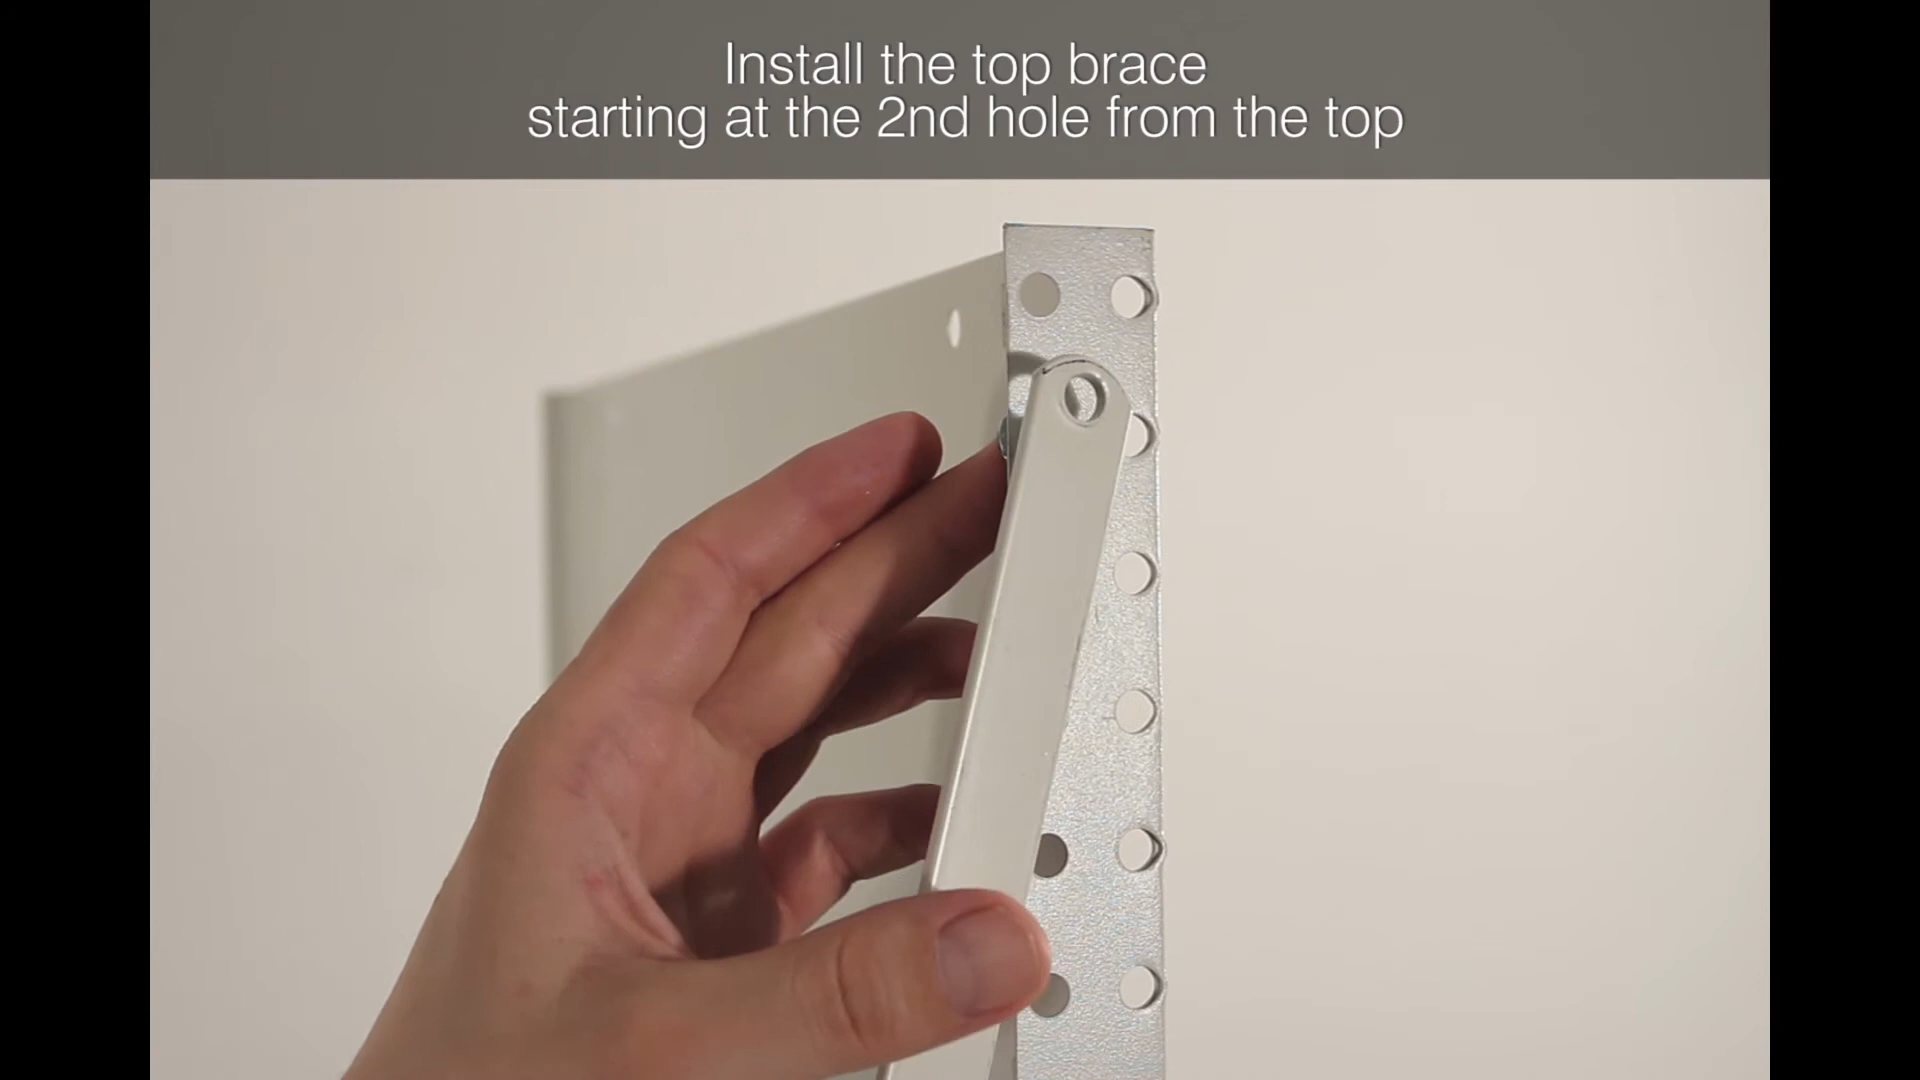 Install the top brace
starting at the 2nd hole from the top